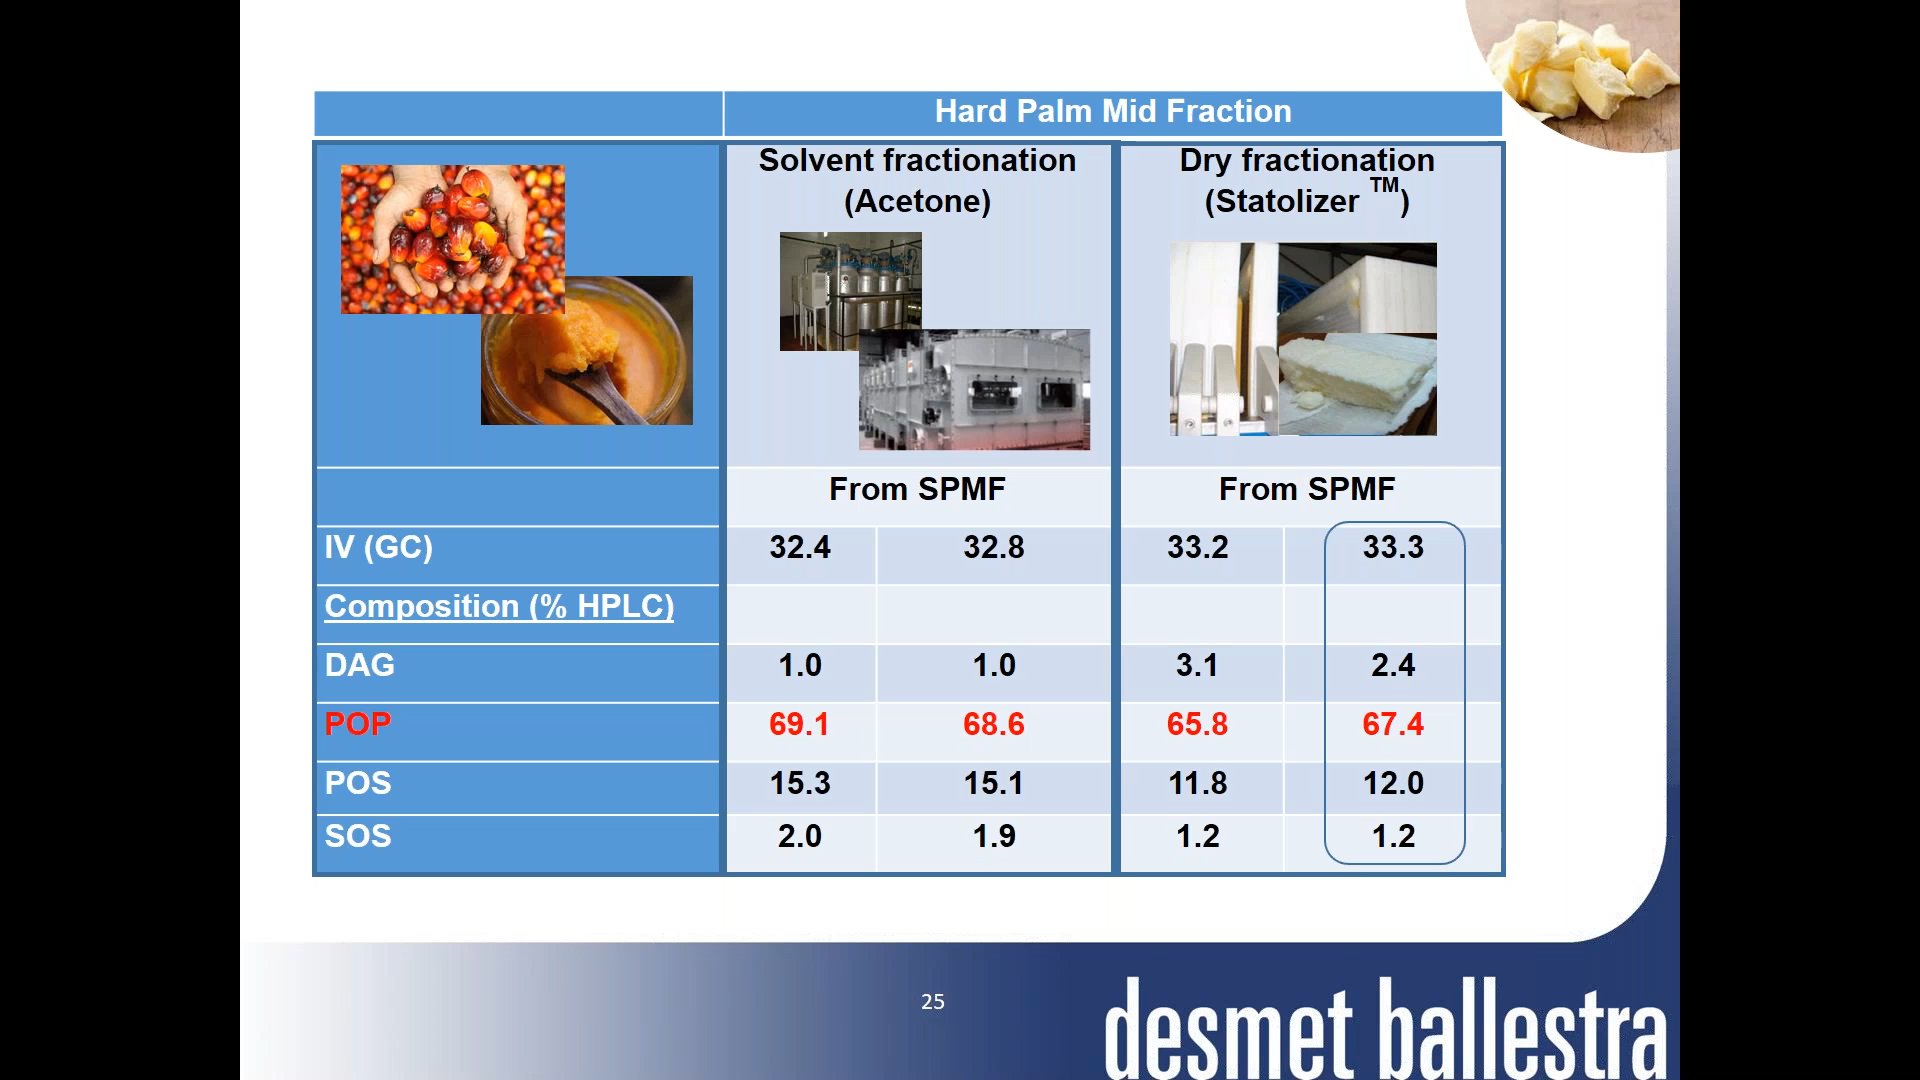 Hard Palm Mid Fraction
Solvent fractionation
(Acetone)
Dry fractionation
(Statolizer TM)
From SPMF
From SPMF
IV (GC) 32.4 32.8 33.2 33.3
Composition (% HPLC)
DAG 1.0 1.0 3.1 2.4
POP 69.1 68.6 65.8 67.4
POS 15.3 15.1 11.8 12.0
SOS 2.0 1.9 1.2 1.2
25
desmet ballestra